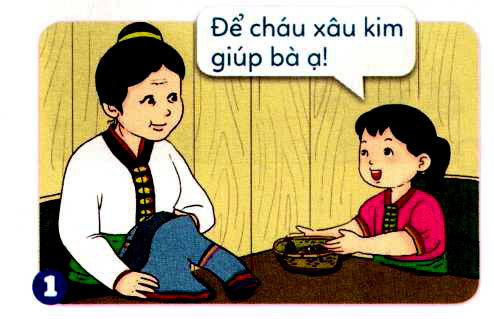 Để cháu xâu kim
giúp bà ạ!
1